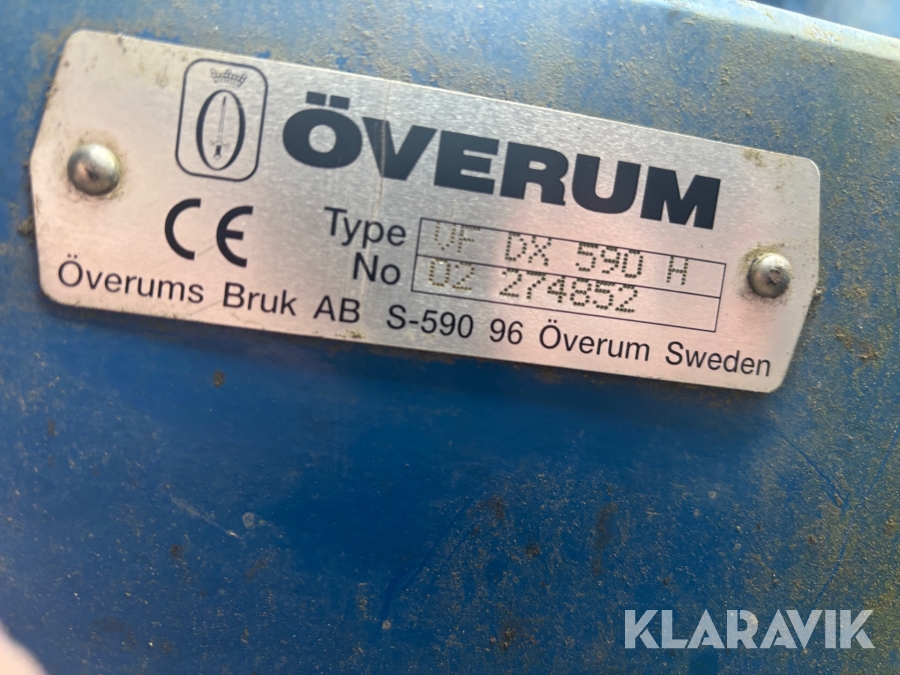 ÖVERUM
CE
Type VF DX 590 H
No 02 274852
Överums Bruk AB S-590 96 Överum Sweden
KLARAVIK